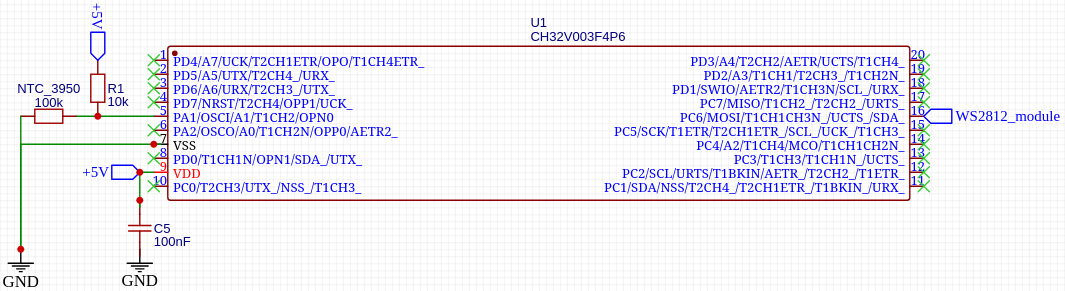 +5V
U1
CH32V003F4P6
NTC_3950
100k
R1
10k
+5V
C5
100nF
GND
GND
1 PD4/A7/UCK/T2CH1ETR/OPO/T1CH4ETR_
2 PD5/A5/UTX/T2CH4_/URX_
3 PD6/A6/URX/T2CH3_/UTX_
4 PD7/NRST/T2CH4/OPP1/UCK_
5 PA1/OSCI/A1/T1CH2/OPN0
6 PA2/OSCO/A0/T1CH2N/OPP0/AETR2_
7 VSS
8 PD0/T1CH1N/OPN1/SDA_/UTX_
9 VDD
10 PC0/T2CH3/UTX_/NSS_/T1CH3_
PD3/A4/T2CH2/AETR/UCTS/T1CH4_ 20
PD2/A3/T1CH1/T2CH3_/T1CH2N_ 19
PD1/SWIO/AETR2/T1CH3N/SCL_/URX_ 18
PC7/MISO/T1CH2_/T2CH2_/URTS_ 17
PC6/MOSI/T1CH1CH3N_/UCTS_/SDA_ 16
PC5/SCK/T1ETR/T2CH1ETR_/SCL_/UCK_/T1CH3_ 15
PC4/A2/T1CH4/MCO/T1CH1CH2N_ 14
PC3/T1CH3/T1CH1N_/UCTS_ 13
PC2/SCL/URTS/T1BKIN/AETR_/T2CH2_/T1ETR_ 12
PC1/SDA/NSS/T2CH4_/T2CH1ETR_/T1BKIN_/URX_ 11
WS2812_module